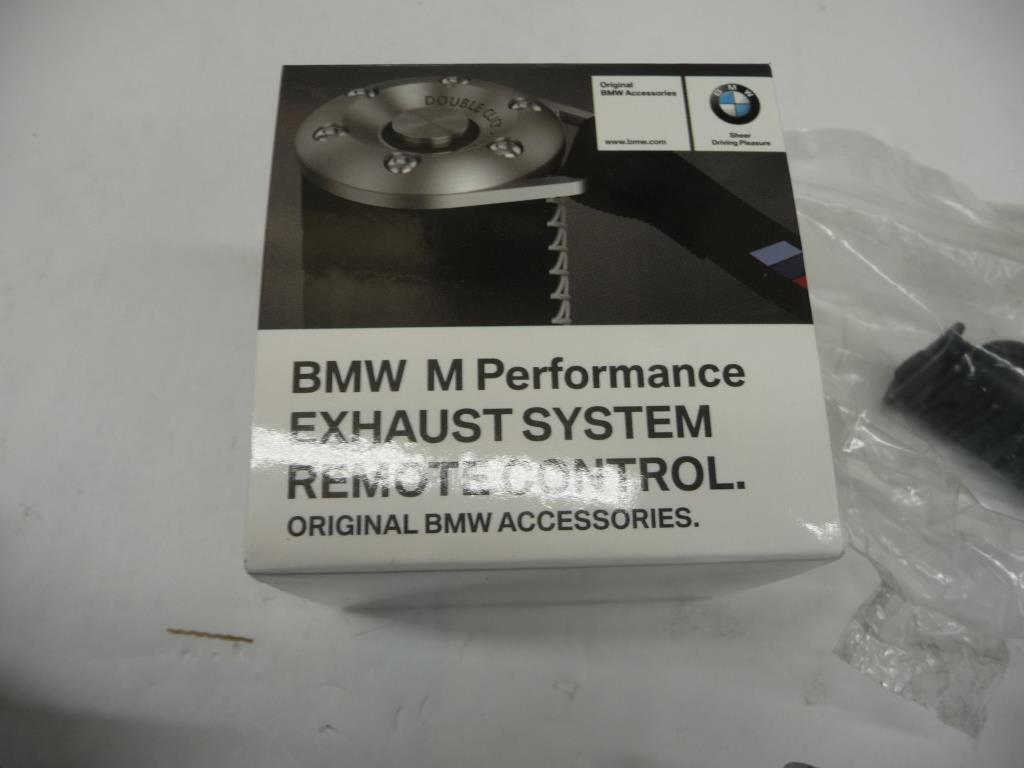 DOUBLE CLICK
Original
BMW Accessories
www.bmw.com
BMW
Sheer
Driving Pleasure
BMW M Performance
EXHAUST SYSTEM
REMOTE CONTROL.
ORIGINAL BMW ACCESSORIES.